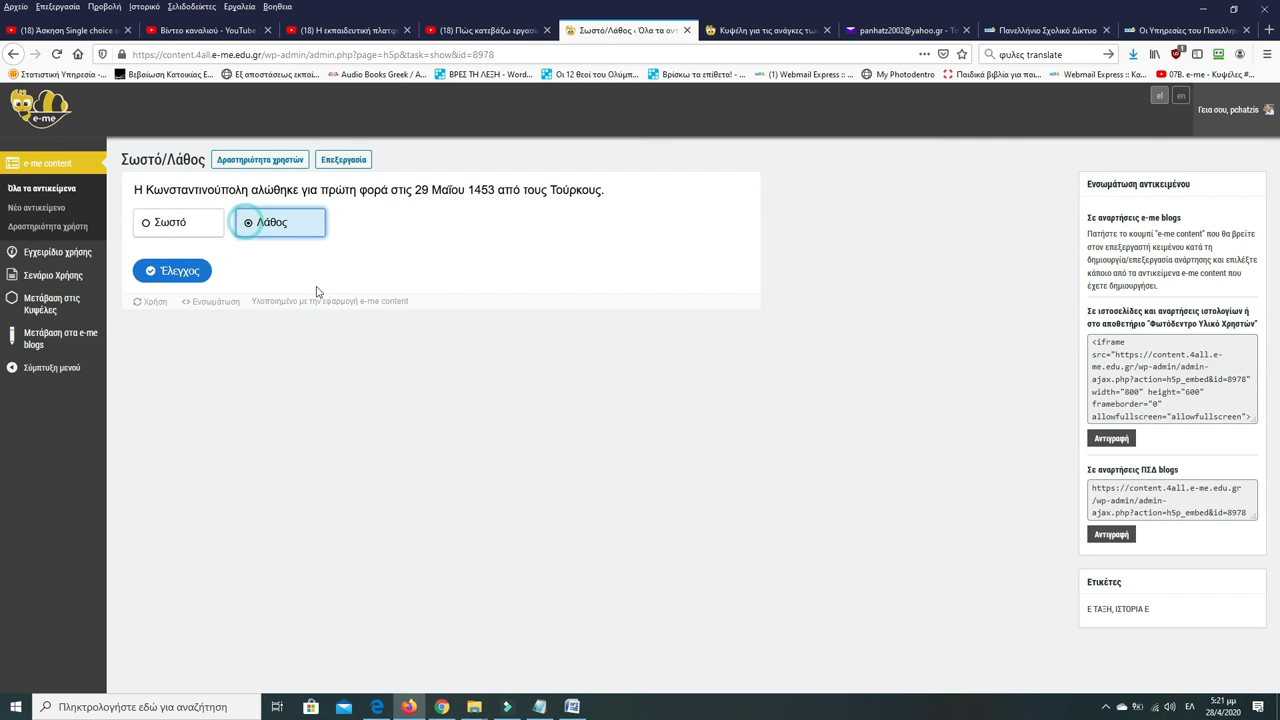 Αρχείο Επεξεργασία Προβολή Ιστορικό Σελιδοδείκτες Εργαλεία Βοήθεια
(18) Άσκηση Single choice s
Βίντεο καναλιού - YouTube
(18) Η εκπαιδευτική πλατφ
(18) Πώς κατεβάζω εργασία
Σωστό/Λάθος ‹ Όλα τα αντ
Κυψέλη για τις ανάγκες των
panhatz2002@yahoo.gr - Το
Πανελλήνιο Σχολικό Δίκτυο
Οι Υπηρεσίες του Πανελλην
https://content.4all.e-me.edu.gr/wp-admin/admin.php?page=h5p&task=show&id=8978
φυλες translate
Στατιστική Υπηρεσία -...
Βεβαίωση Κατοικίας Ε...
Εξ αποστάσεως εκπαί...
Audio Books Greek / A...
ΒΡΕΣ ΤΗ ΛΕΞΗ - Word...
Οι 12 θεοί του Ολύμπο...
Βρίσκω τα επίθετα! - ...
(1) Webmail Express ::...
My Photodentro
Παιδικά βιβλία για παι...
Webmail Express :: Κα...
07B. e-me - Κυψέλες #...
e-me
el en
Γεια σου, pchatzis
e-me content
Όλα τα αντικείμενα
Νέο αντικείμενο
Δραστηριότητα χρήστη
Εγχειρίδιο χρήσης
Σενάριο Χρήσης
Μετάβαση στις
Κυψέλες
Μετάβαση στα e-me
blogs
Σύμπτυξη μενού
Σωστό/Λάθος
Δραστηριότητα χρηστών
Επεξεργασία
Η Κωνσταντινούπολη αλώθηκε για πρώτη φορά στις 29 Μαΐου 1453 από τους Τούρκους.
Σωστό
Λάθος
Έλεγχος
Χρήση
<> Ενσωμάτωση
Υλοποιημένο με την εφαρμογή e-me content
Ενσωμάτωση αντικειμένου
Σε αναρτήσεις e-me blogs
Πατήστε το κουμπί "e-me content" που θα βρείτε
στον επεξεργαστή κειμένου κατά τη
δημιουργία/επεξεργασία ανάρτησης και επιλέξτε
κάποιο από τα αντικείμενα e-me content που
έχετε δημιουργήσει.
Σε ιστοσελίδες και αναρτήσεις ιστολογίων ή
στο αποθετήριο "Φωτόδεντρο Υλικό Χρηστών"
<iframe
src="https://content.4all.e-
me.edu.gr/wp-admin/admin-
ajax.php?action=h5p_embed&id=8978"
width="800" height="600"
frameborder="0"
allowfullscreen="allowfullscreen">
Αντιγραφή
Σε αναρτήσεις ΠΣΔ blogs
https://content.4all.e-me.edu.gr
/wp-admin/admin-
ajax.php?action=h5p_embed&id=8978
Αντιγραφή
Ετικέτες
Ε ΤΑΞΗ, ΙΣΤΟΡΙΑ Ε
Πληκτρολογήστε εδώ για αναζήτηση
ΕΛ
5:21 μμ
28/4/2020